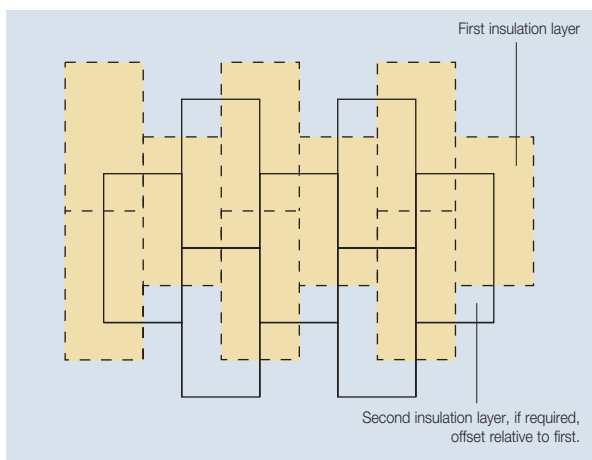 First insulation layer
Second insulation layer, if required,
offset relative to first.